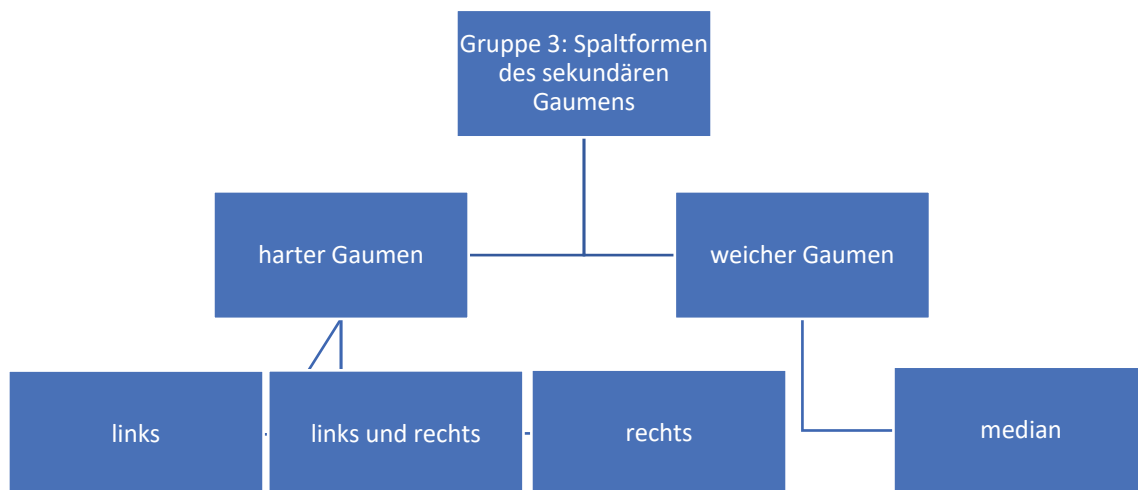 Gruppe 3: Spaltformen
des sekundären
Gaumens
harter Gaumen
weicher Gaumen
links
links und rechts
rechts
median